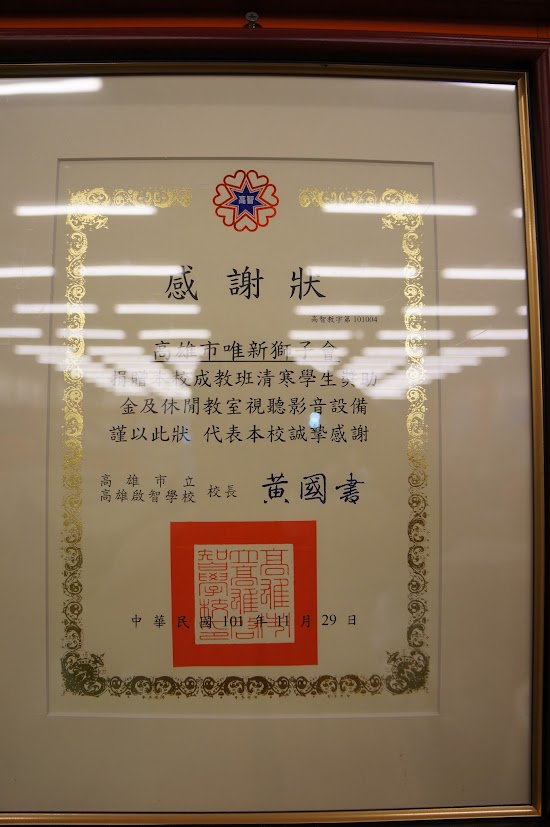 高智
感謝狀
高智教字第101004
高雄市唯新獅子會
捐贈本校成教班清寒學生獎助
金及休閒教室視聽影音設備
謹以此狀 代表本校誠摯感謝
高雄市立
高雄啟智學校 校長 黃國書
中華民國101年11月29日